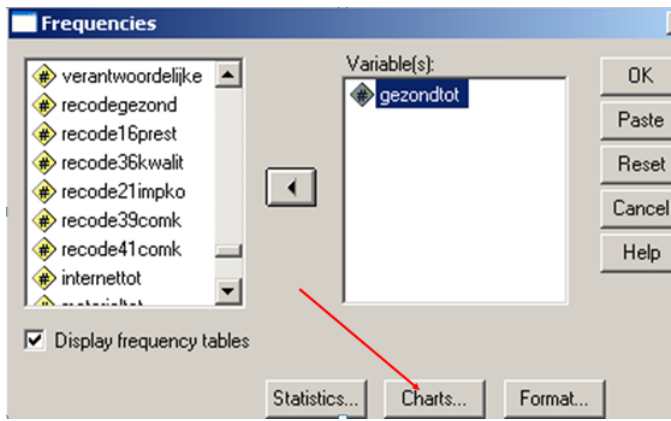 Frequencies
verantwoordelijke
recodegezond
recode16prest
recode36kwalit
recode21impko
recode39comk
recode41comk
internettot
Variable(s):
gezondtot
OK
Paste
Reset
Cancel
Help
Display frequency tables
Statistics...
Charts...
Format...